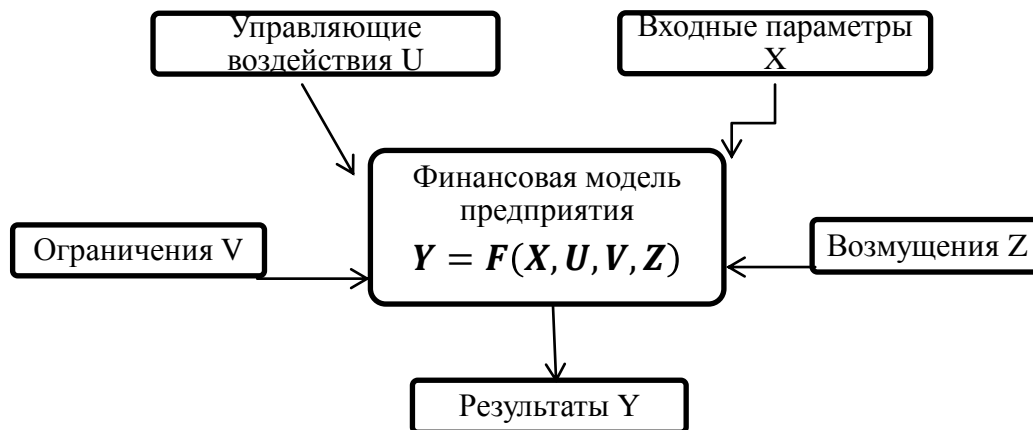 Управляющие
воздействия U
Входные параметры
X
Финансовая модель
предприятия
Y = F(X, U, V, Z)
Ограничения V
Возмущения Z
Результаты Y